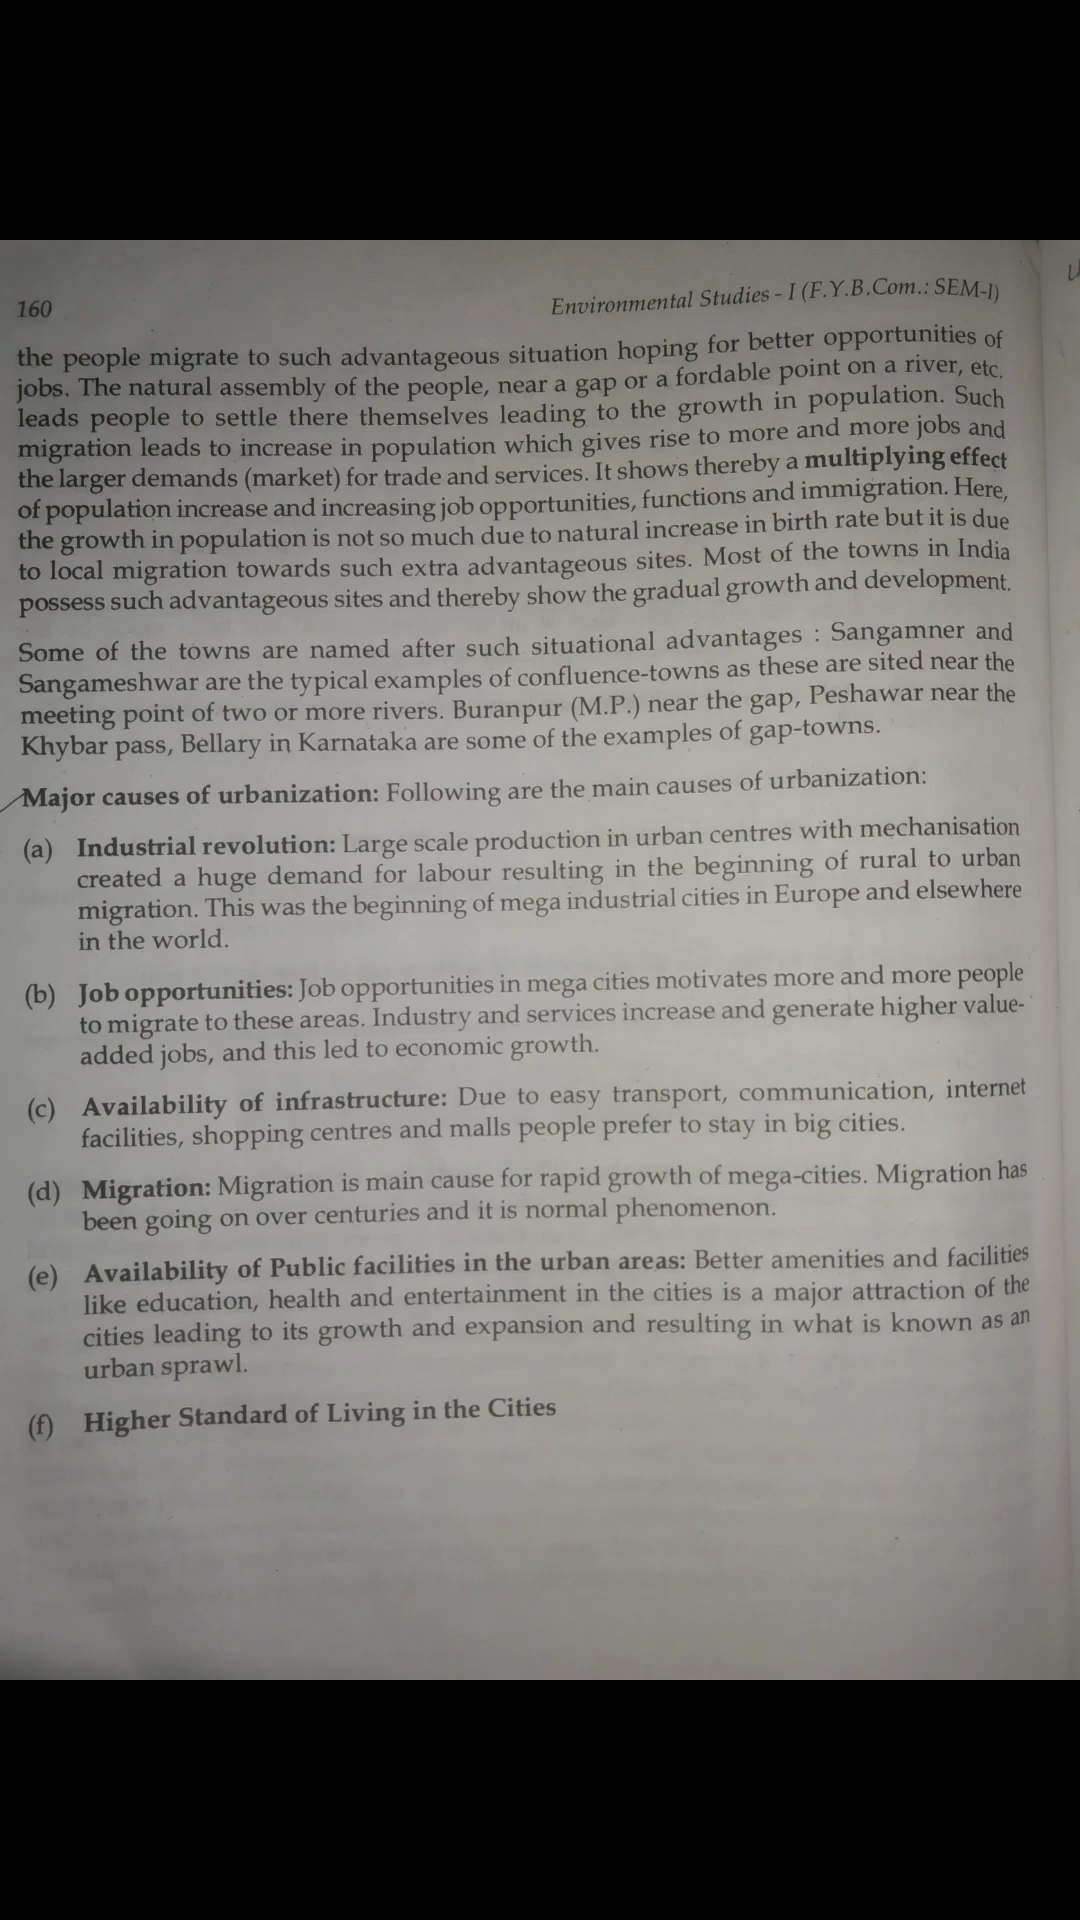 160
Environmental Studies - I (F.Y.B.Com.: SEM-I)
the people migrate to such advantageous situation hoping for better opportunities of
jobs. The natural assembly of the people, near a gap or a fordable point on a river, etc.
leads people to settle there themselves leading to the growth in population. Such
migration leads to increase in population which gives rise to more and more jobs and
the larger demands (market) for trade and services. It shows thereby a multiplying effect
of population increase and increasing job opportunities, functions and immigration. Here,
the growth in population is not so much due to natural increase in birth rate but it is due
to local migration towards such extra advantageous sites. Most of the towns in India
possess such advantageous sites and thereby show the gradual growth and development.
Some of the towns are named after such situational advantages : Sangamner and
Sangameshwar are the typical examples of confluence-towns as these are sited near the
meeting point of two or more rivers. Buranpur (M.P.) near the gap, Peshawar near the
Khybar pass, Bellary in Karnataka are some of the examples of gap-towns.
Major causes of urbanization: Following are the main causes of urbanization:
(a) Industrial revolution: Large scale production in urban centres with mechanisation
created a huge demand for labour resulting in the beginning of rural to urban
migration. This was the beginning of mega industrial cities in Europe and elsewhere
in the world.
(b) Job opportunities: Job opportunities in mega cities motivates more and more people
to migrate to these areas. Industry and services increase and generate higher value-
added jobs, and this led to economic growth.
(c) Availability of infrastructure: Due to easy transport, communication, internet
facilities, shopping centres and malls people prefer to stay in big cities.
(d) Migration: Migration is main cause for rapid growth of mega-cities. Migration has
been going on over centuries and it is normal phenomenon.
(e) Availability of Public facilities in the urban areas: Better amenities and facilities
like education, health and entertainment in the cities is a major attraction of the
cities leading to its growth and expansion and resulting in what is known as an
urban sprawl.
(f) Higher Standard of Living in the Cities